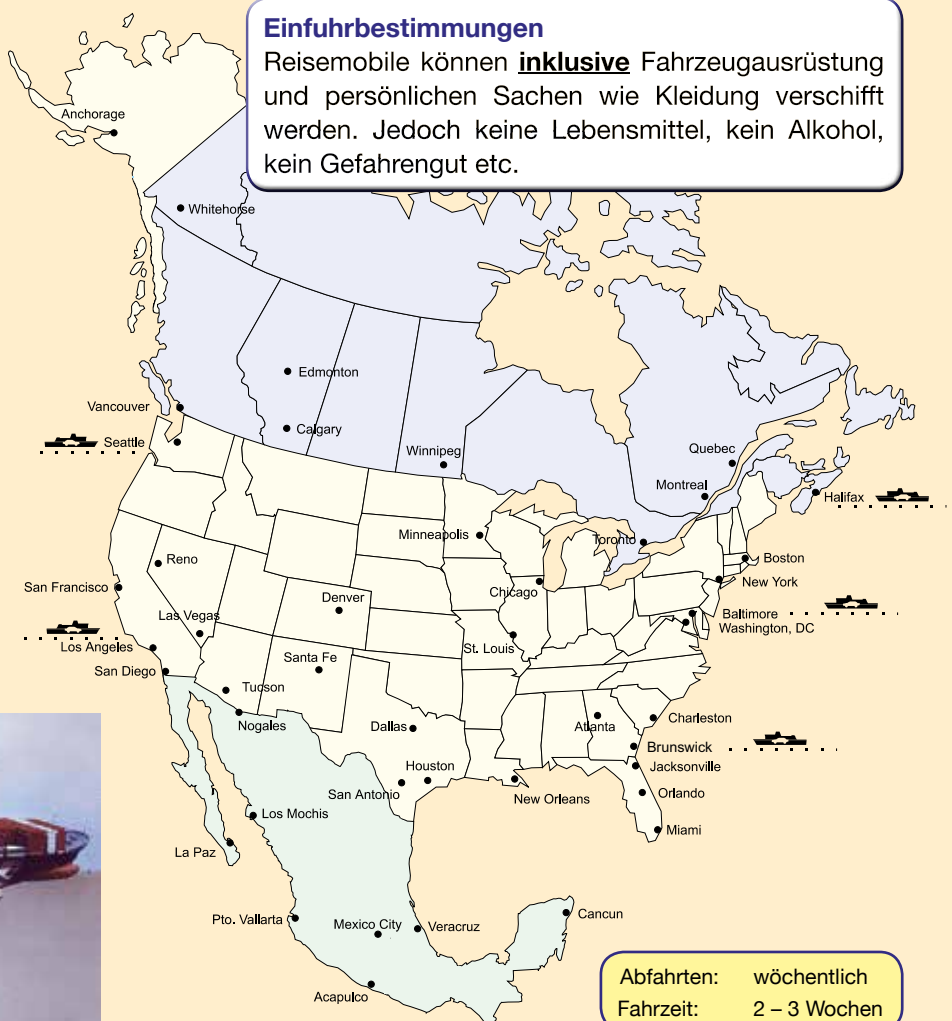 Einfuhrbestimmungen
Reisemobile können inklusive Fahrzeugausrüstung
und persönlichen Sachen wie Kleidung verschifft
werden. Jedoch keine Lebensmittel, kein Alkohol,
kein Gefahrengut etc.
Anchorage
Whitehorse
Edmonton
Vancouver
Calgary
Seattle
Winnipeg
Quebec
Montreal
Halifax
Minneapolis
Toronto
Boston
Reno
New York
San Francisco
Chicago
Denver
Las Vegas
Baltimore
Washington, DC
Los Angeles
St. Louis
Santa Fe
San Diego
Tucson
Charleston
Nogales
Dallas
Atlanta
Brunswick
Houston
Jacksonville
San Antonio
New Orleans
Orlando
Los Mochis
Miami
La Paz
Pto. Vallarta
Mexico City
Veracruz
Cancun
Acapulco
Abfahrten: wöchentlich
Fahrzeit: 2 – 3 Wochen